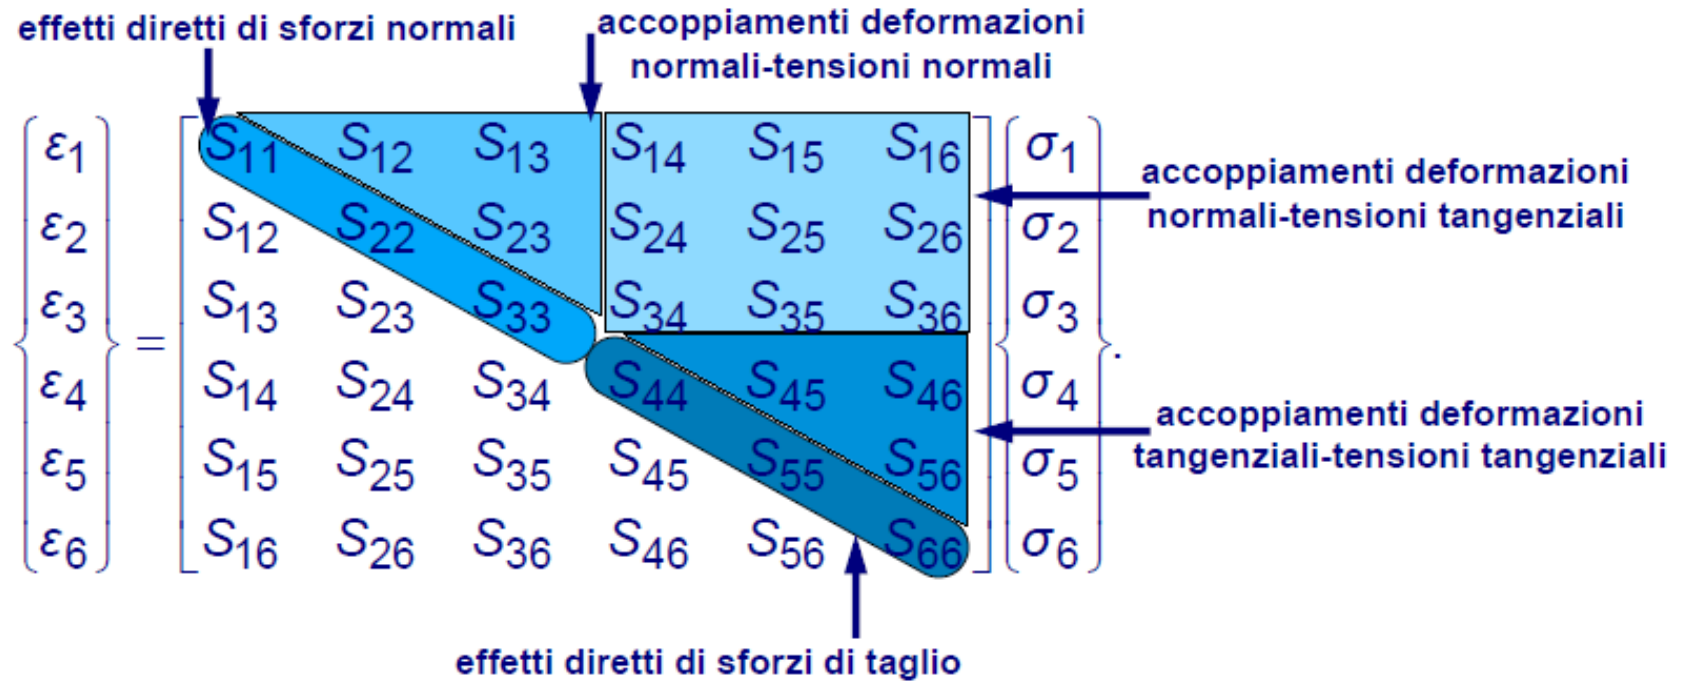 effetti diretti di sforzi normali
accoppiamenti deformazioni
normali-tensioni normali
ε1 S11 S12 S13 S14 S15 S16 σ1
ε2 S12 S22 S23 S24 S25 S26 σ2
ε3 S13 S23 S33 S34 S35 S36 σ3
=
ε4 S14 S24 S34 S44 S45 S46 σ4 .
ε5 S15 S25 S35 S45 S55 S56 σ5
ε6 S16 S26 S36 S46 S56 S66 σ6
accoppiamenti deformazioni
normali-tensioni tangenziali
accoppiamenti deformazioni
tangenziali-tensioni tangenziali
effetti diretti di sforzi di taglio